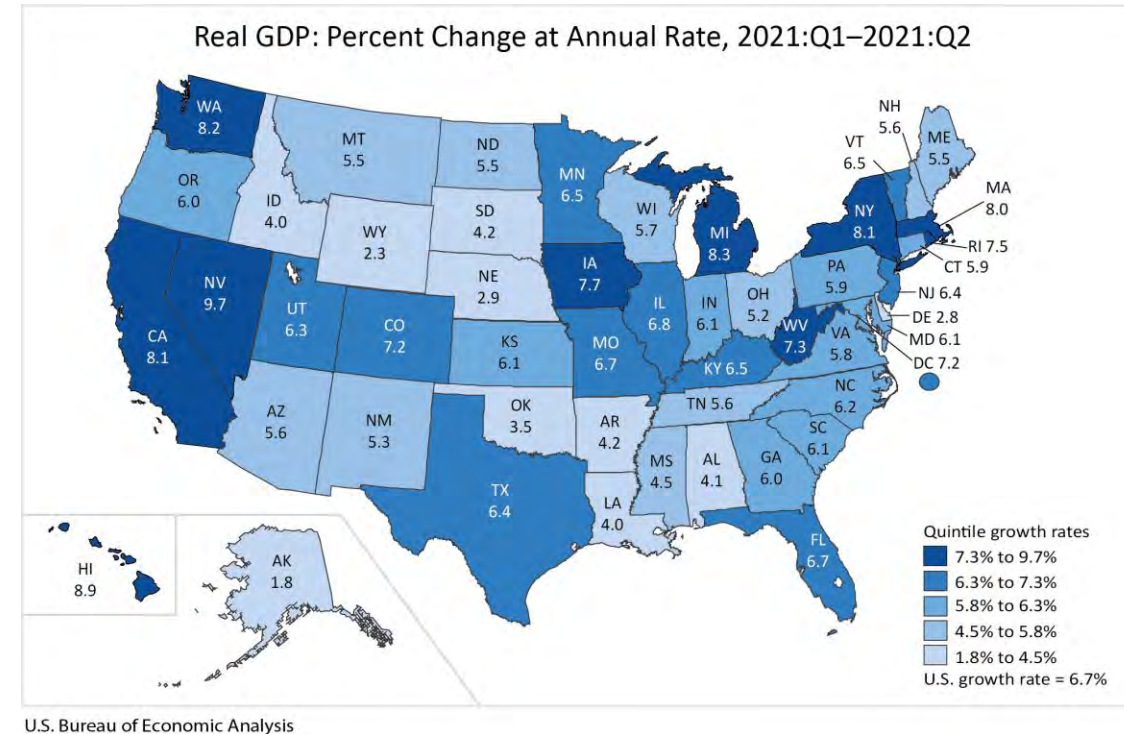 Real GDP: Percent Change at Annual Rate, 2021:Q1–2021:Q2
WA
8.2
MT
5.5
ND
5.5
MN
6.5
OR
6.0
ID
4.0
WY
2.3
SD
4.2
WI
5.7
MI
8.3
NY
8.1
VT
6.5
NH
5.6
ME
5.5
MA
8.0
RI 7.5
CT 5.9
NJ 6.4
DE 2.8
MD 6.1
DC 7.2
CA
8.1
NV
9.7
UT
6.3
CO
7.2
NE
2.9
IA
7.7
KS
6.1
MO
6.7
IL
6.8
IN
6.1
OH
5.2
PA
5.9
WV
7.3
VA
5.8
KY 6.5
NC
6.2
TN 5.6
SC
6.1
AZ
5.6
NM
5.3
OK
3.5
AR
4.2
MS
4.5
AL
4.1
GA
6.0
TX
6.4
LA
4.0
FL
6.7
HI
8.9
AK
1.8
Quintile growth rates
7.3% to 9.7%
6.3% to 7.3%
5.8% to 6.3%
4.5% to 5.8%
1.8% to 4.5%
U.S. growth rate = 6.7%
U.S. Bureau of Economic Analysis